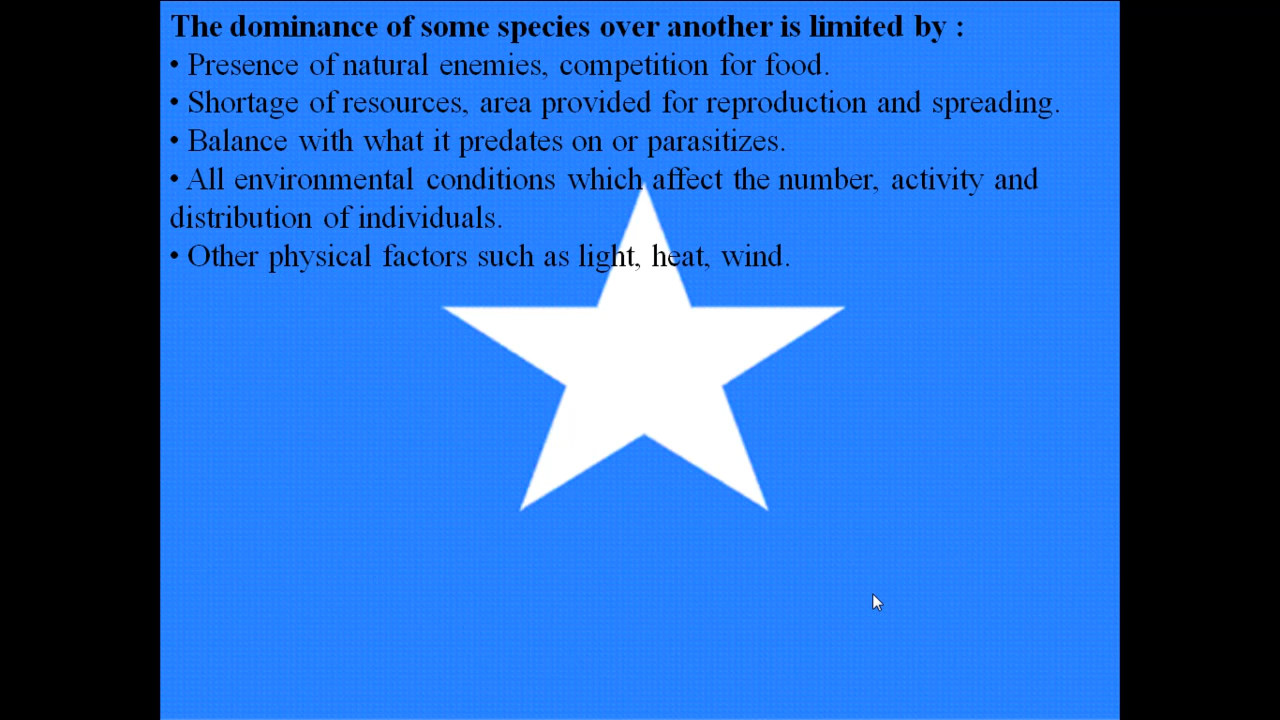 The dominance of some species over another is limited by :
• Presence of natural enemies, competition for food.
• Shortage of resources, area provided for reproduction and spreading.
• Balance with what it predates on or parasitizes.
• All environmental conditions which affect the number, activity and
distribution of individuals.
• Other physical factors such as light, heat, wind.